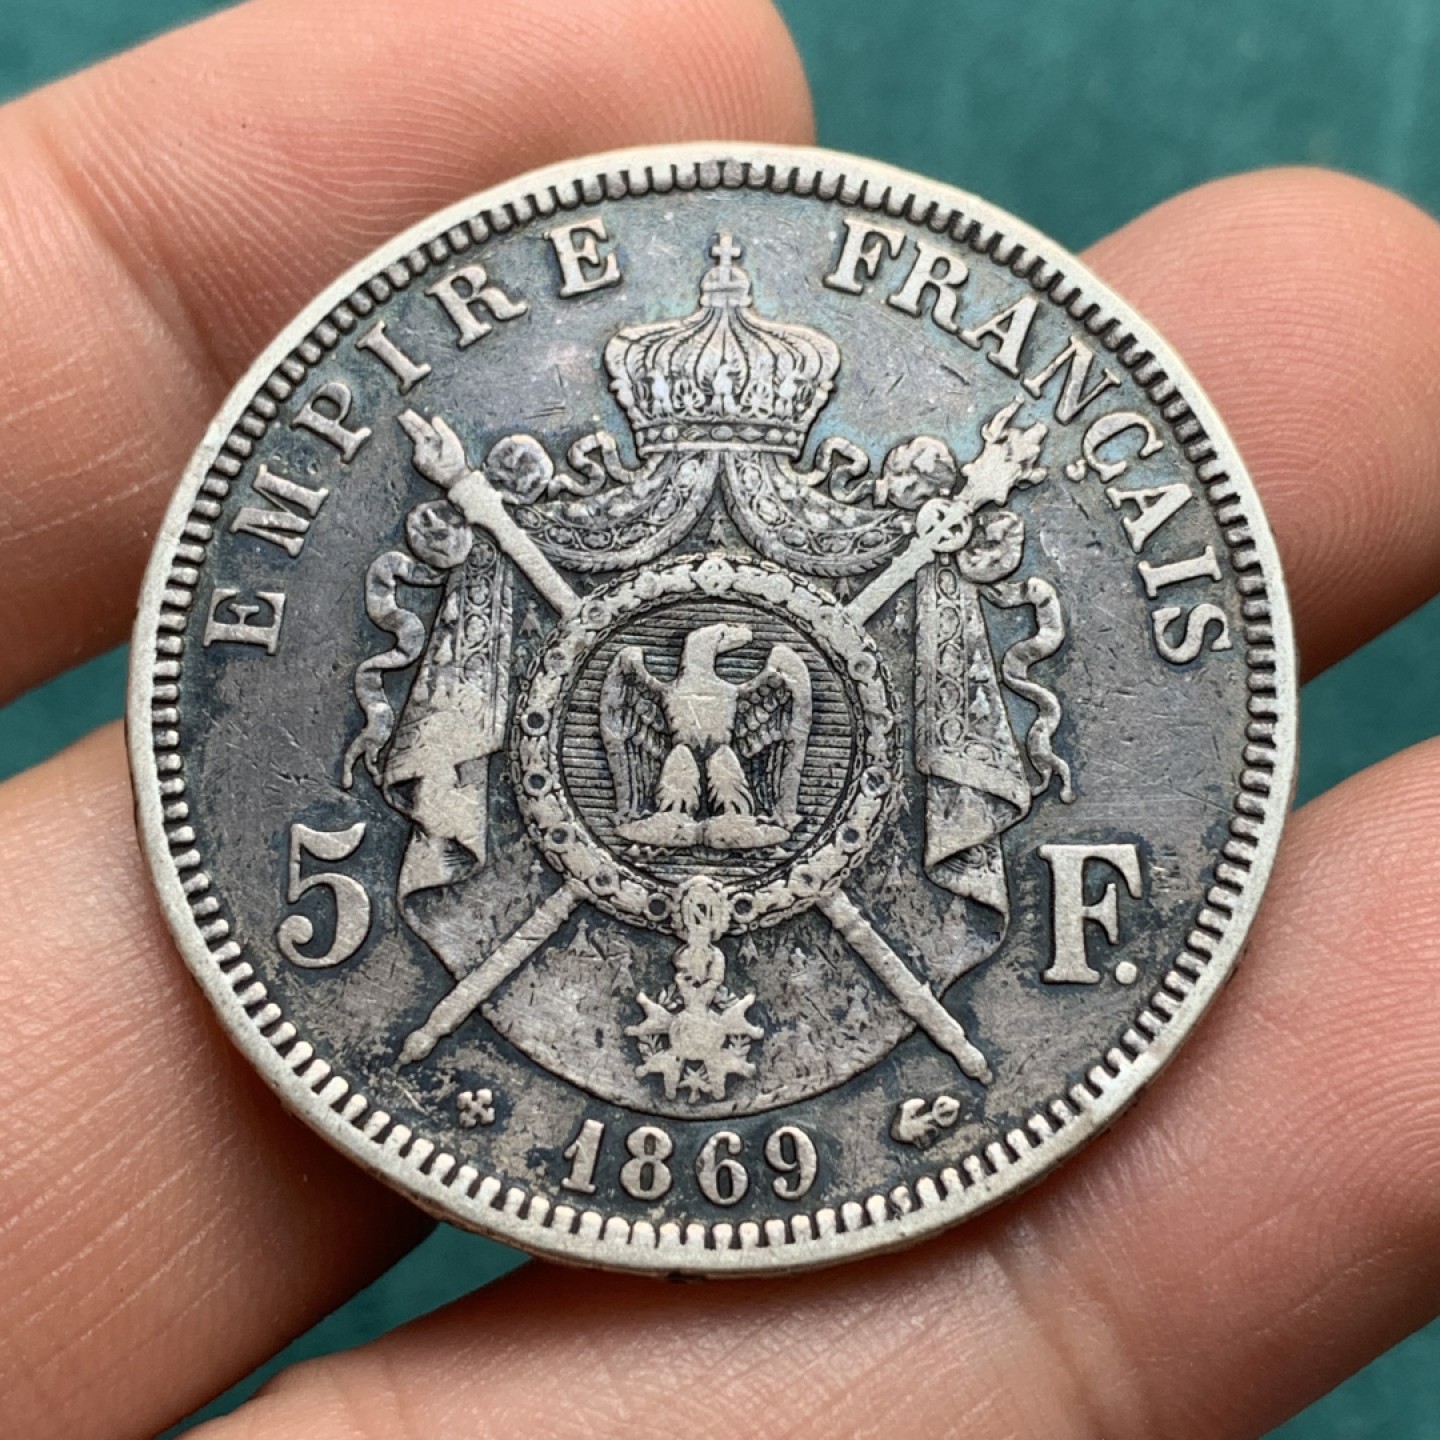 EMPIRE FRANÇAIS
5 F.
1869